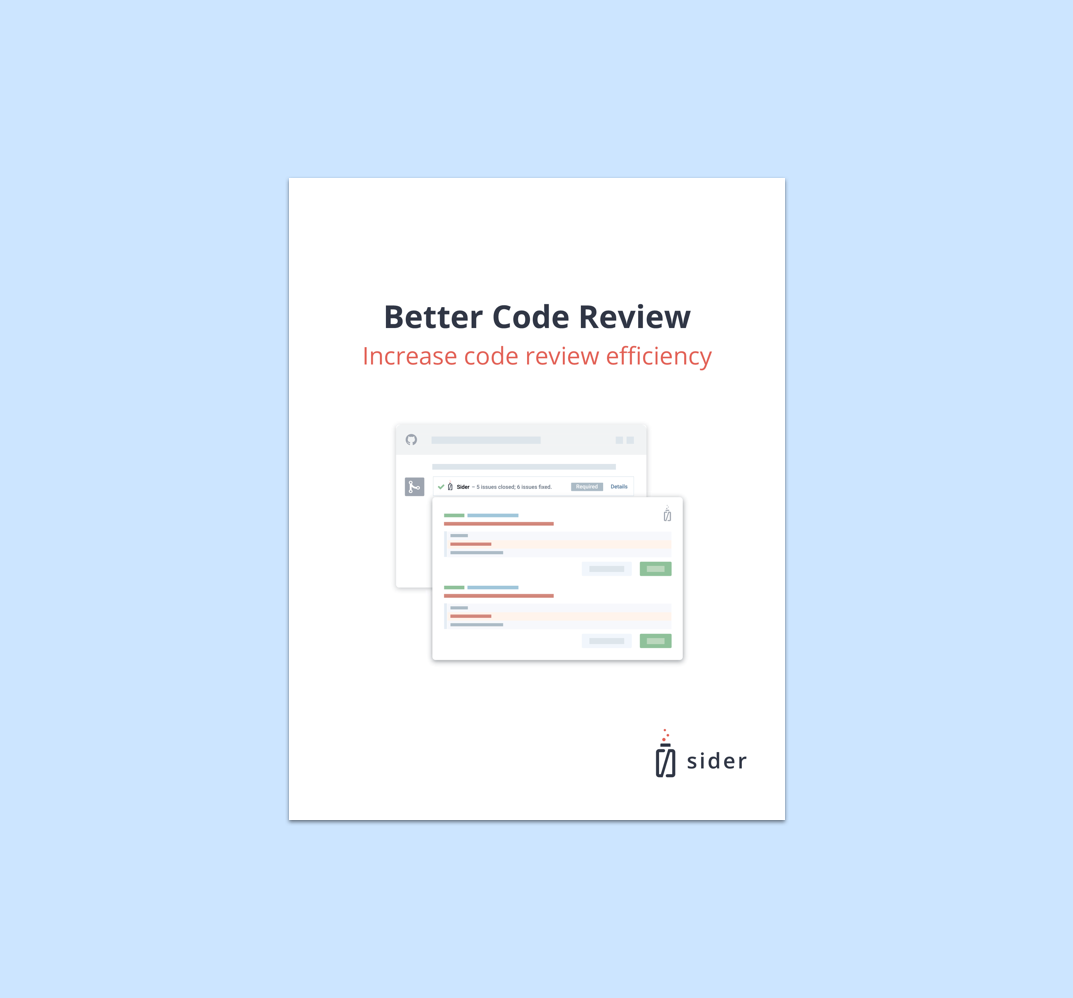 Better Code Review
Increase code review efficiency
Sider – 5 issues closed; 6 issues fixed. Required Details
sider